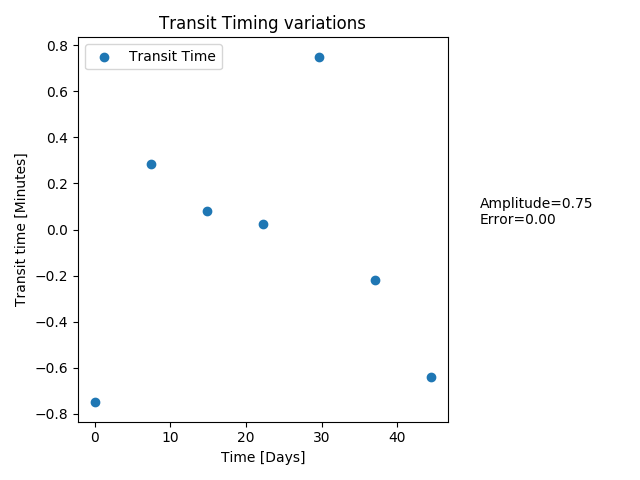 Transit Timing variations
Transit Time
Transit time [Minutes]
0.8
0.6
0.4
0.2
0.0
−0.2
−0.4
−0.6
−0.8
0 10 20 30 40
Time [Days]
Amplitude=0.75
Error=0.00